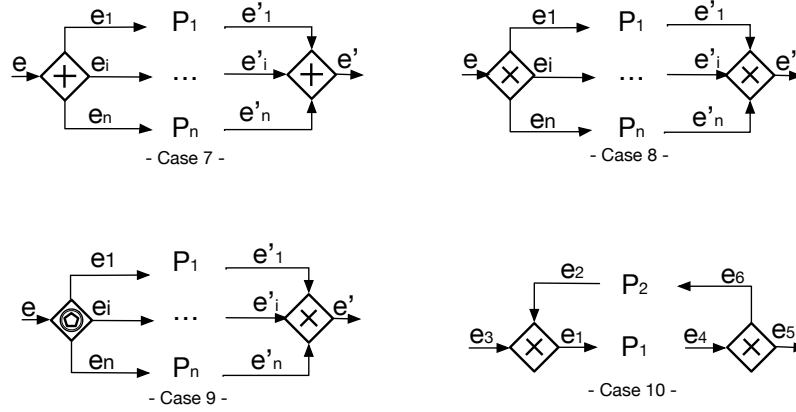 e1 P1 e'1
e ei ... e'i e'
en Pn e'n
- Case 7 -
e1 P1 e'1
e ei ... e'i e'
en Pn e'n
- Case 8 -
e1 P1 e'1
e ei ... e'i e'
en Pn e'n
- Case 9 -
e2 P2 e6
e3 e1 P1 e4 e5
- Case 10 -